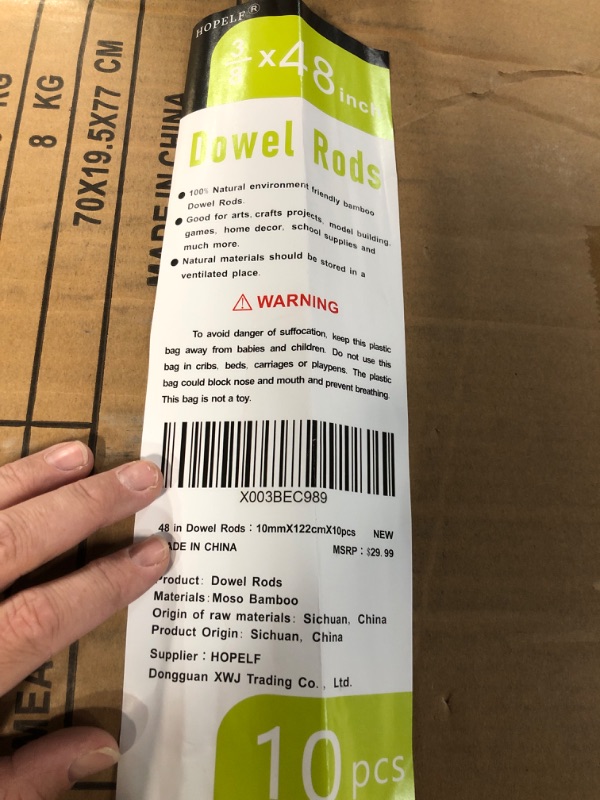 HOPELF®
3/8 x48 inch
Dowel Rods
● 100% Natural environment friendly bamboo
Dowel Rods.
● Good for arts, crafts projects, model building,
games, home decor, school supplies and
much more.
● Natural materials should be stored in a
ventilated place.
⚠ WARNING
To avoid danger of suffocation, keep this plastic
bag away from babies and children. Do not use this
bag in cribs, beds, carriages or playpens. The plastic
bag could block nose and mouth and prevent breathing.
This bag is not a toy.
X003BEC989
48 in Dowel Rods : 10mmX122cmX10pcs NEW
ADE IN CHINA MSRP : $29.99
Product: Dowel Rods
Materials: Moso Bamboo
Origin of raw materials: Sichuan, China
Product Origin: Sichuan, China
Supplier : HOPELF
Dongguan XWJ Trading Co. , Ltd.
10 pcs
KG
8 KG
70X19.5X77 CM
MADE IN CHINA
MEA